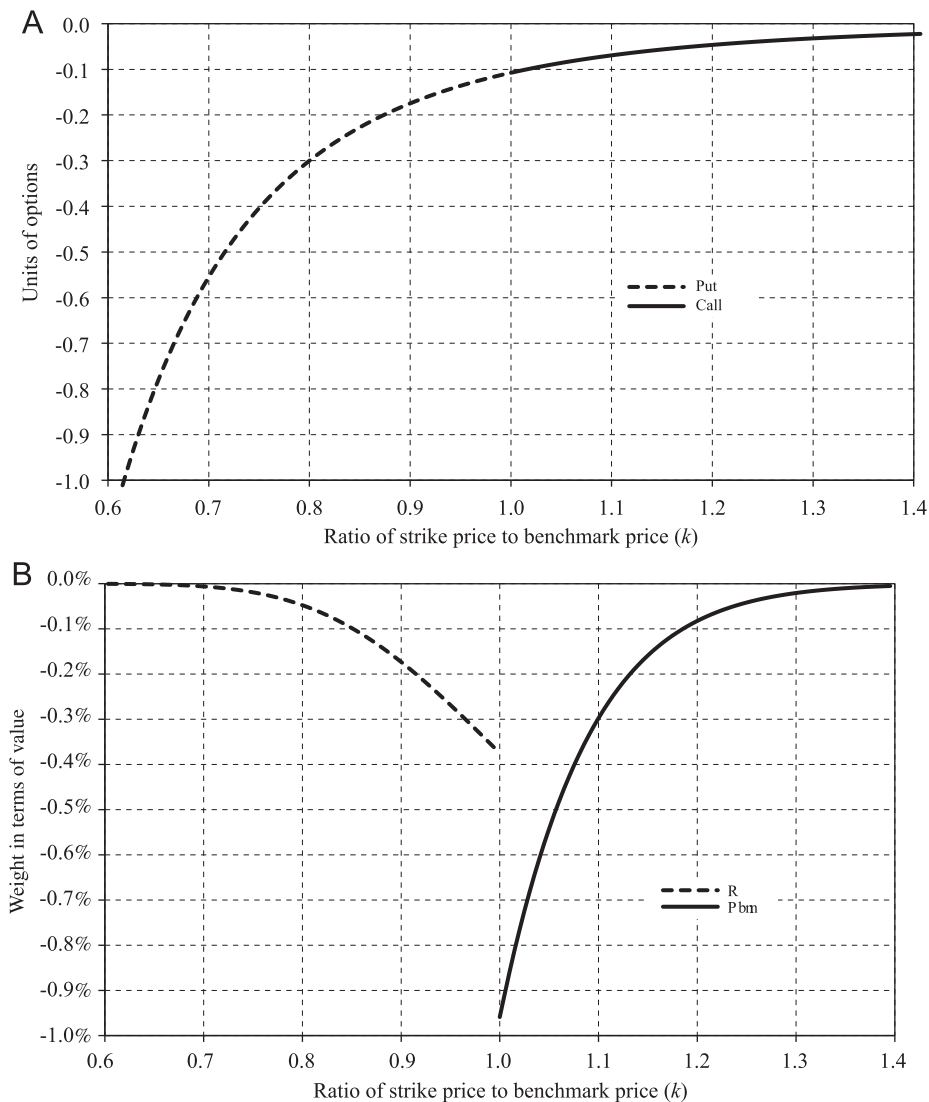 A
0.0
-0.1
-0.2
-0.3
-0.4
-0.5
-0.6
-0.7
-0.8
-0.9
-1.0
Units of options
Put
Call
0.6 0.7 0.8 0.9 1.0 1.1 1.2 1.3 1.4
Ratio of strike price to benchmark price (k)
B
0.0%
-0.1%
-0.2%
-0.3%
-0.4%
-0.5%
-0.6%
-0.7%
-0.8%
-0.9%
-1.0%
Weight in terms of value
R
Pbm
0.6 0.7 0.8 0.9 1.0 1.1 1.2 1.3 1.4
Ratio of strike price to benchmark price (k)